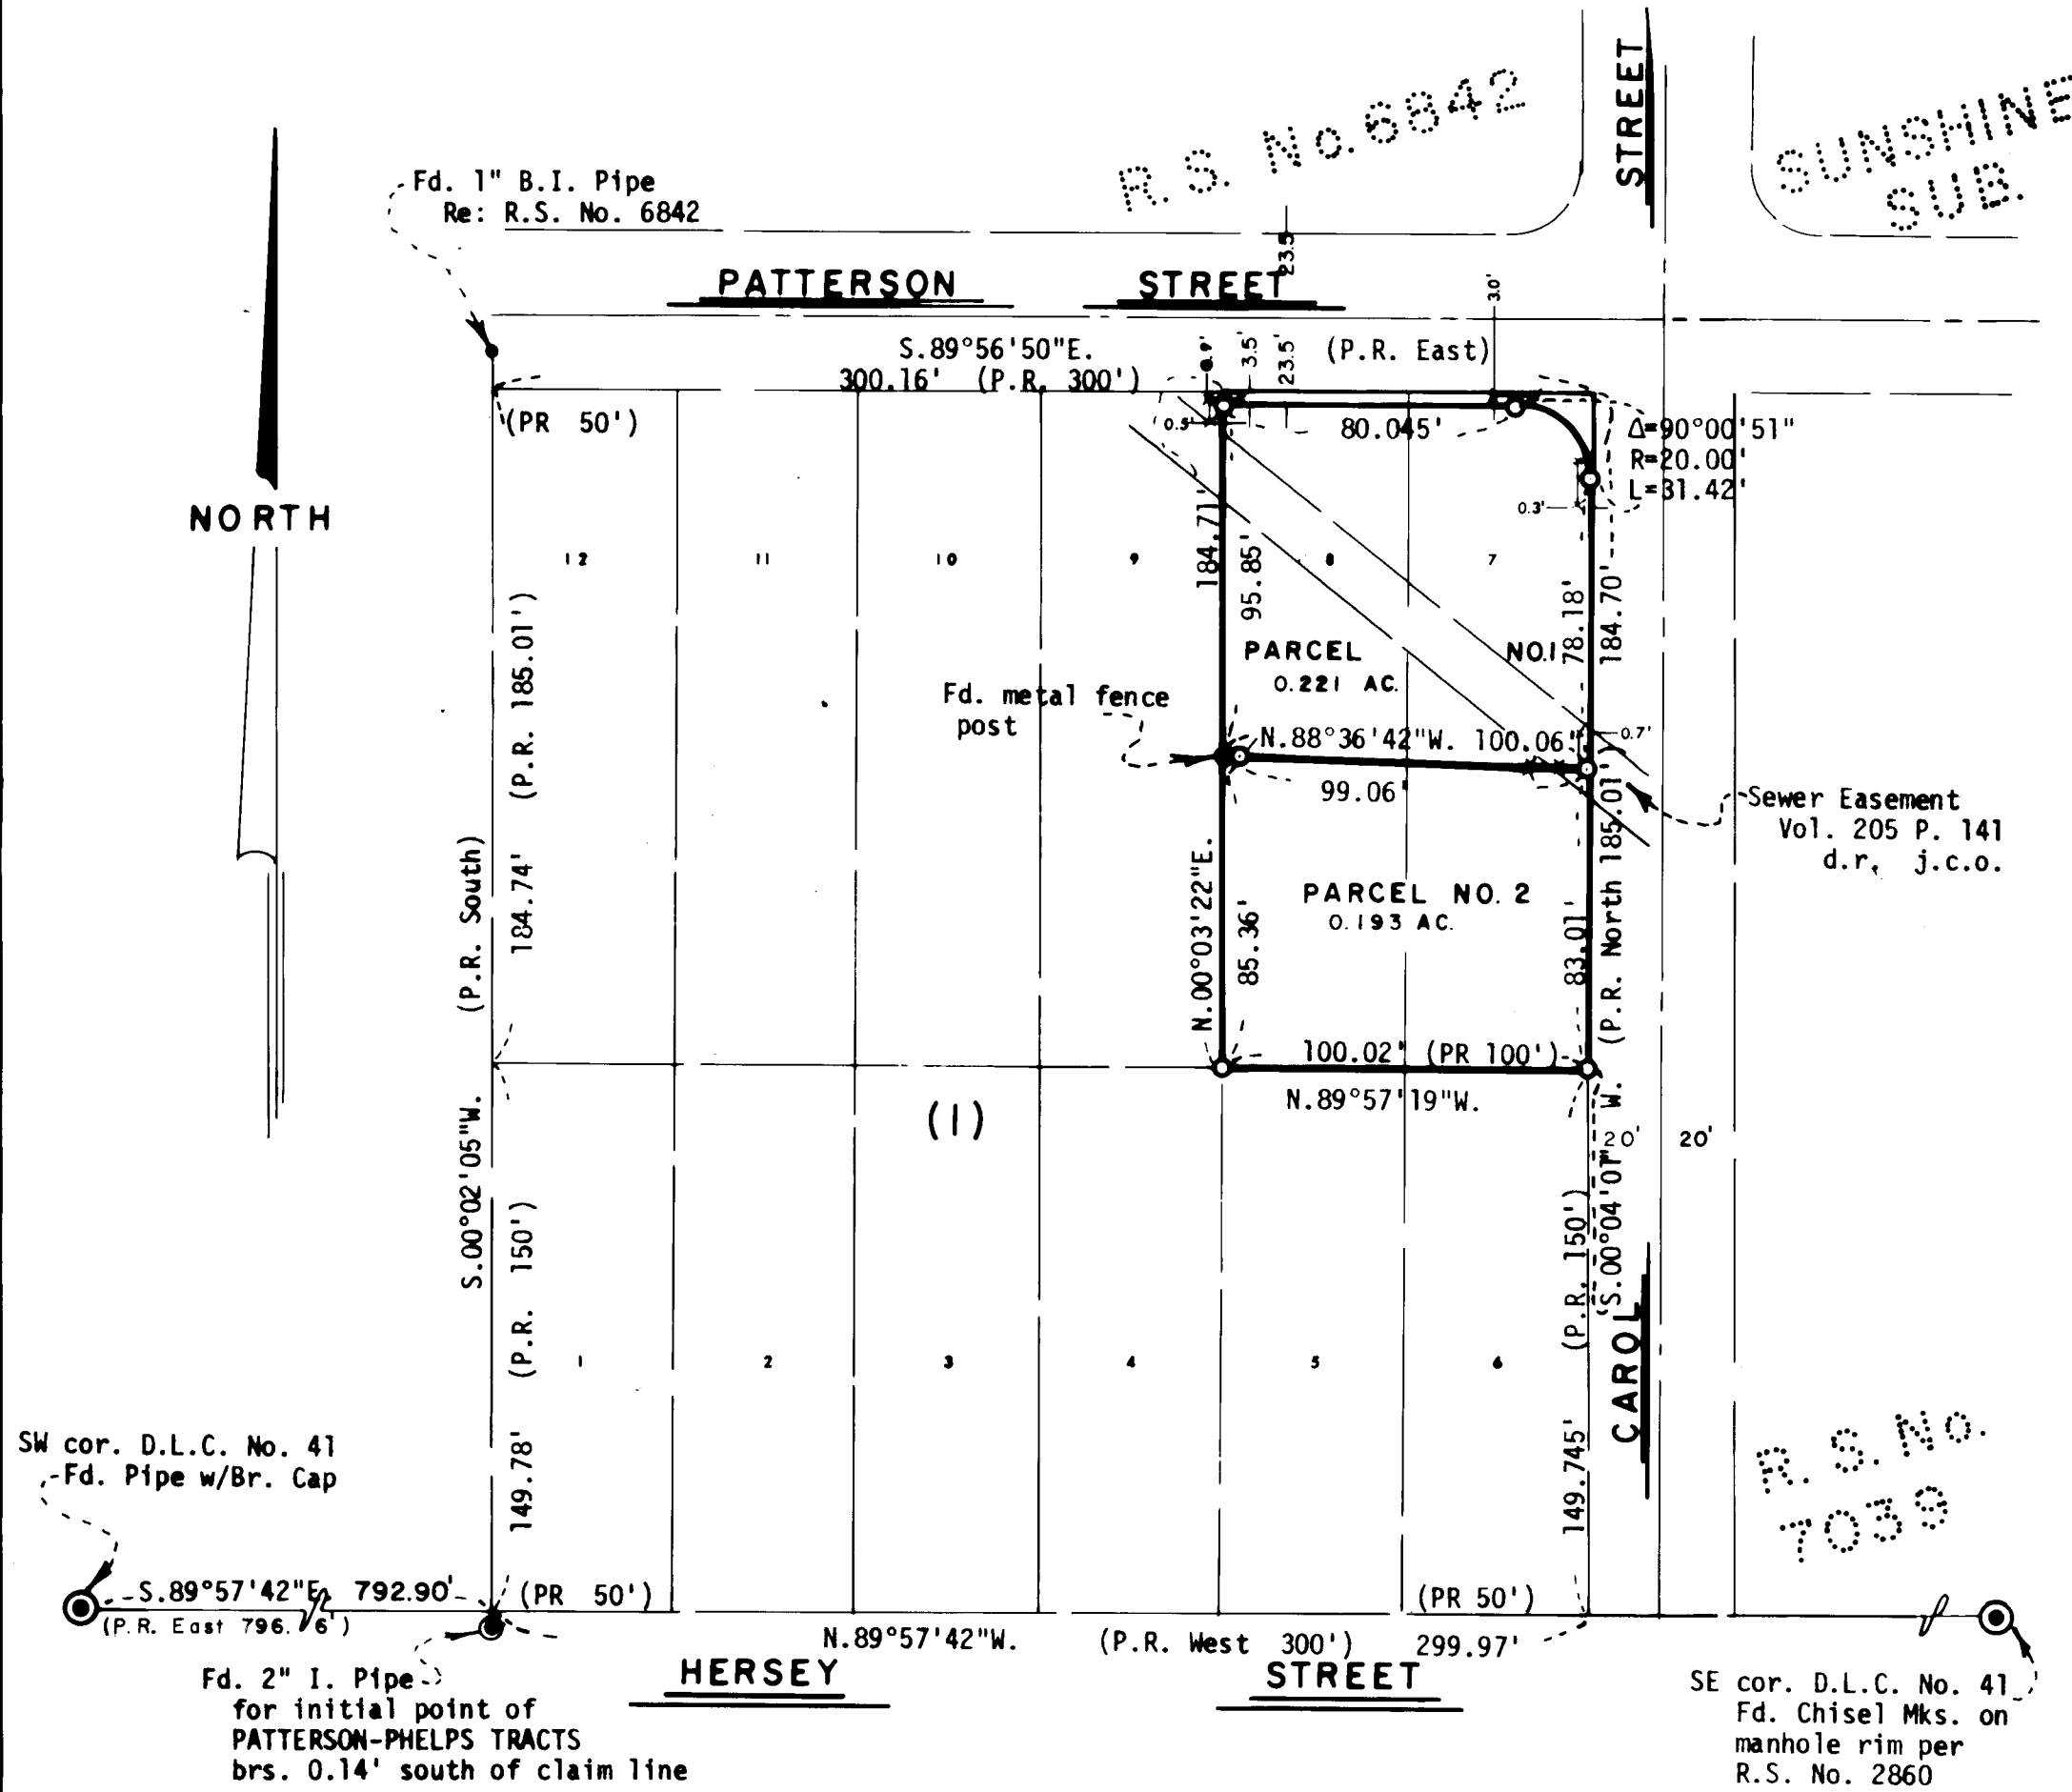 R.S. No. 6842
STREET
SUNSHINE
SUB.
Fd. 1" B.I. Pipe
Re: R.S. No. 6842
23.5'
PATTERSON STREET
3.0'
S.89°56'50"E.
(P.R. East)
300.16' (P.R. 300')
0.9'
3.5'
23.5'
(PR 50')
0.5'
80.045'
Δ=90°00'51"
R=20.00'
L=31.42'
0.3'
NORTH
12
11
10
9
8
7
184.71'
95.85'
78.18'
184.70'
(P.R. 185.01')
PARCEL NO.1
0.221 AC.
Fd. metal fence
post
N.88°36'42"W. 100.06'
0.7'
99.06'
Sewer Easement
Vol. 205 P. 141
d.r. j.c.o.
(P.R. South)
184.74'
N.00°03'22"E.
85.36'
PARCEL NO. 2
0.193 AC.
83.01'
(P.R. North 185.01')
100.02' (PR 100')
N.89°57'19"W.
(1)
S.00°02'05"W.
20' 20'
S.00°04'01"W.
(P.R. 150')
(P.R. 150')
1
2
3
4
5
6
CAROL
149.78'
149.745'
R.S. No.
7039
SW cor. D.L.C. No. 41
Fd. Pipe w/Br. Cap
S.89°57'42"E. 792.90'
(P.R. East 796.76')
(PR 50')
(PR 50')
N.89°57'42"W. (P.R. West 300') 299.97'
HERSEY STREET
Fd. 2" I. Pipe
for initial point of
PATTERSON-PHELPS TRACTS
brs. 0.14' south of claim line
SE cor. D.L.C. No. 41
Fd. Chisel Mks. on
manhole rim per
R.S. No. 2860